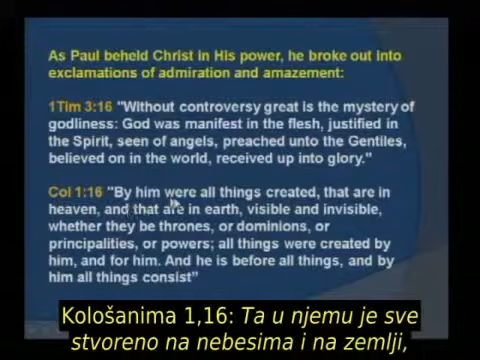 As Paul beheld Christ in His power, he broke out into
exclamations of admiration and amazement:
1Tim 3:16 "Without controversy great is the mystery of
godliness: God was manifest in the flesh, justified in
the Spirit, seen of angels, preached unto the Gentiles,
believed on in the world, received up into glory."
Col 1:16 "By him were all things created, that are in
heaven, and that are in earth, visible and invisible,
whether they be thrones, or dominions, or
principalities, or powers; all things were created by
him, and for him. And he is before all things, and by
him all things consist"
Kološanima 1,16: Ta u njemu je sve
stvoreno na nebesima i na zemlji,